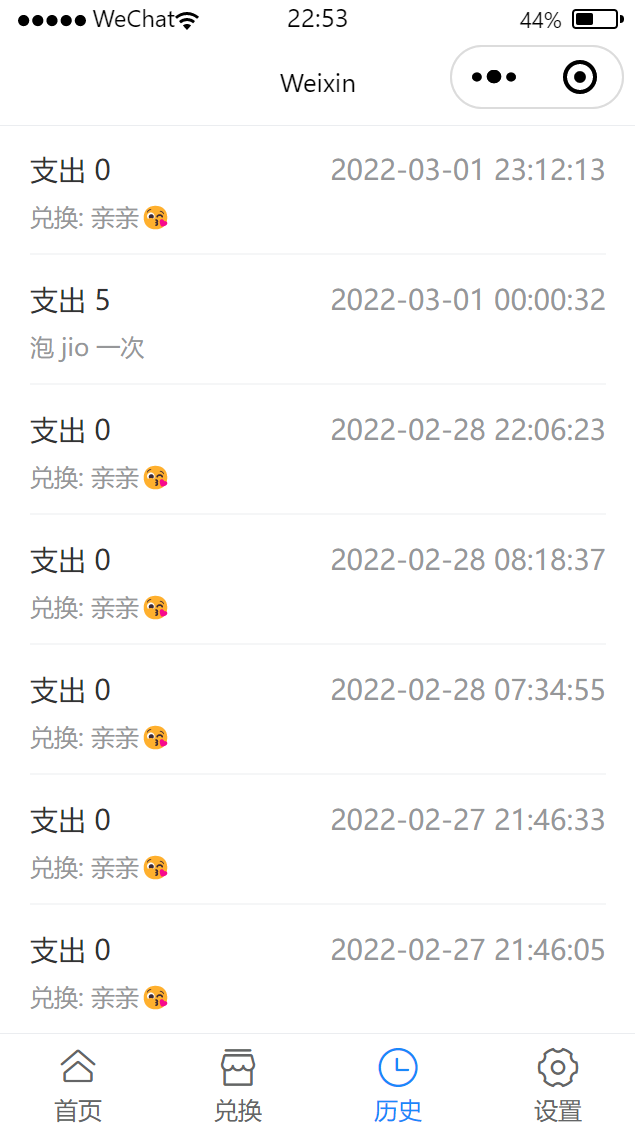 WeChat 22:53 44%
Weixin
支出 0 2022-03-01 23:12:13
兑换: 亲亲😘
支出 5 2022-03-01 00:00:32
泡 jio 一次
支出 0 2022-02-28 22:06:23
兑换: 亲亲😘
支出 0 2022-02-28 08:18:37
兑换: 亲亲😘
支出 0 2022-02-28 07:34:55
兑换: 亲亲😘
支出 0 2022-02-27 21:46:33
兑换: 亲亲😘
支出 0 2022-02-27 21:46:05
兑换: 亲亲😘
首页 兑换 历史 设置